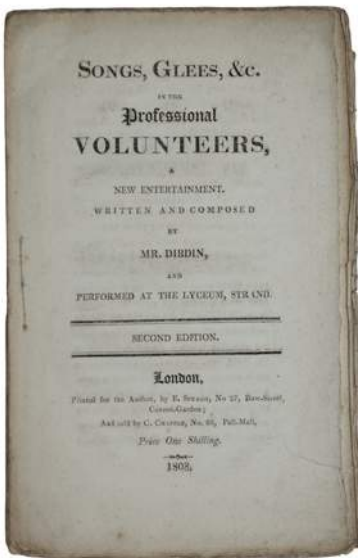 SONGS, GLEES, &c.
IN THE
Professional
VOLUNTEERS,
A
NEW ENTERTAINMENT.
WRITTEN AND COMPOSED
BY
MR. DIBDIN,
AND
PERFORMED AT THE LYCEUM, STRAND.
SECOND EDITION.
London,
Printed for the Author, by E. No 27, Bow-Street,
Covent-Garden;
And sold by C. CHAPPLE, No. 66, Pall-Mall,
Price One Shilling.
1808.